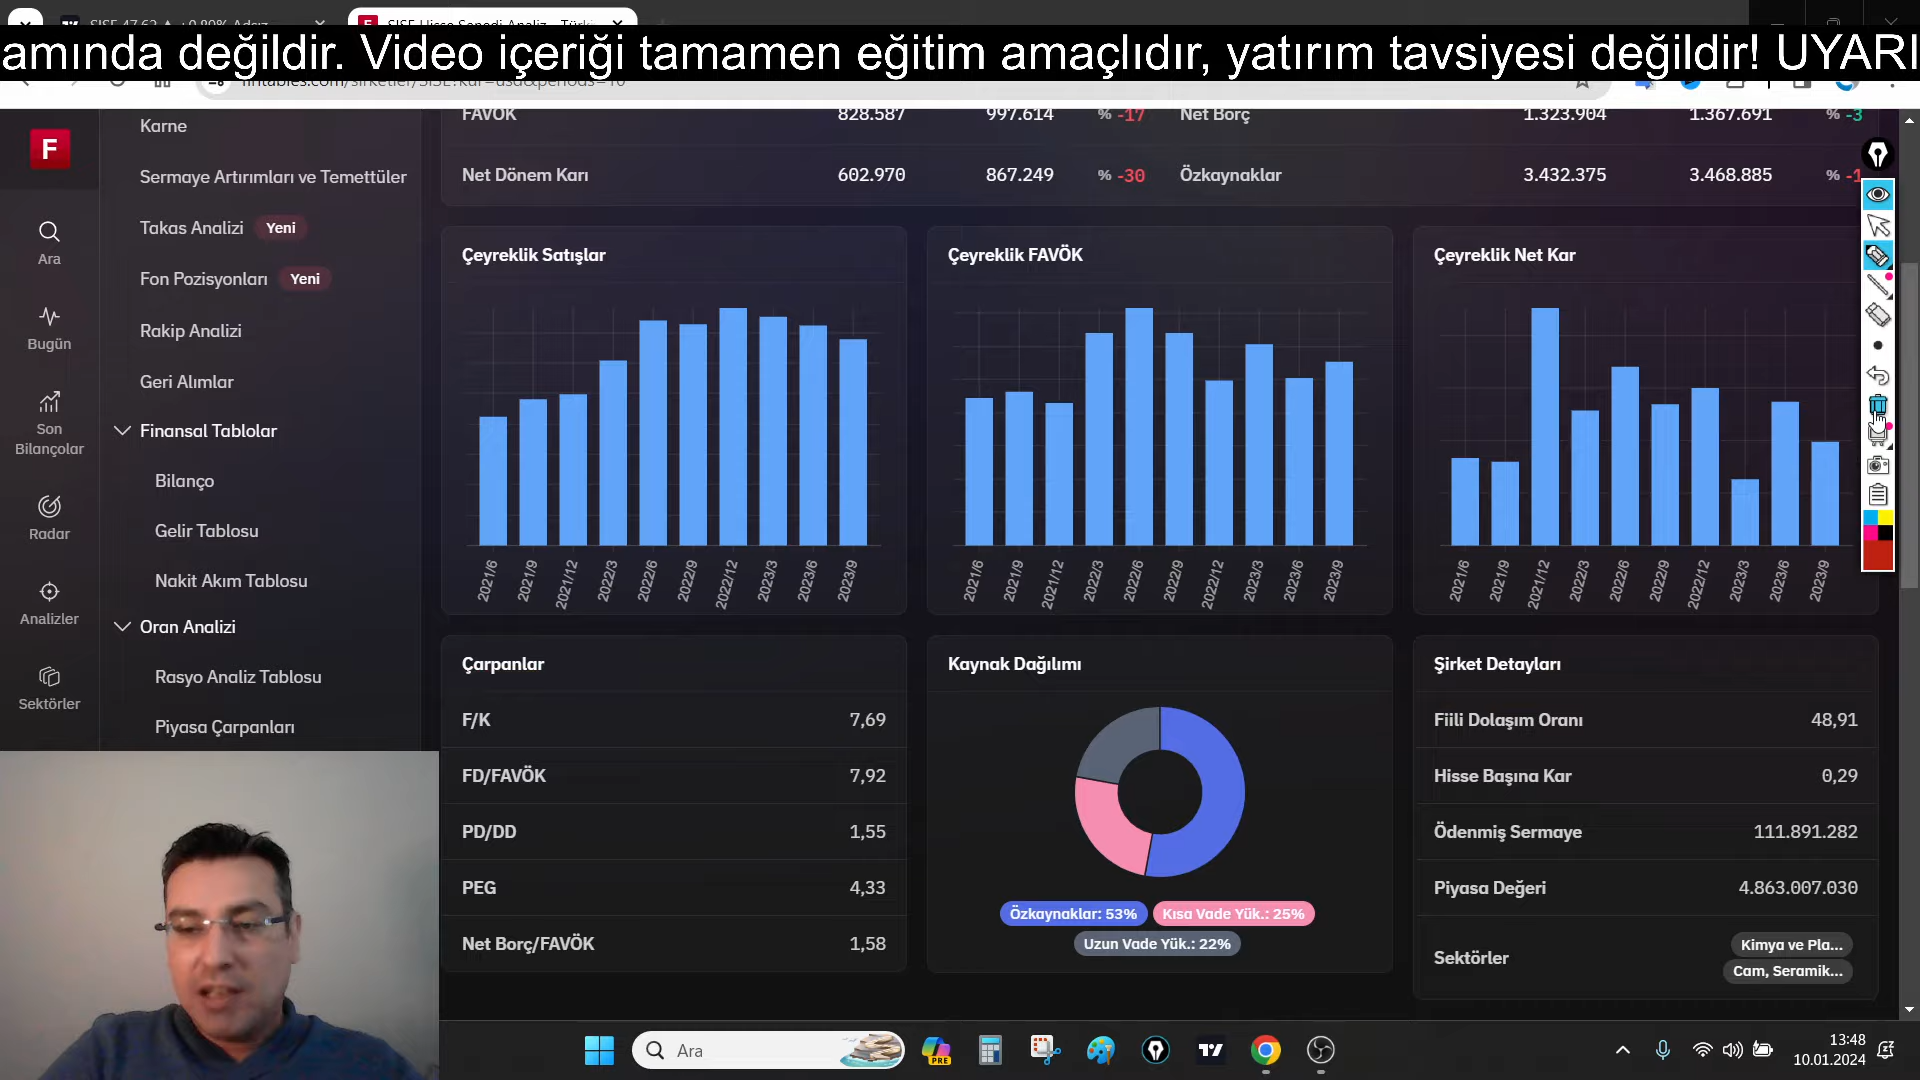 amında değildir. Video içeriği tamamen eğitim amaçlıdır, yatırım tavsiyesi değildir! UYARI
F
Ara
Bugün
Son
Bilançolar
Radar
Analizler
Sektörler
Karne
Sermaye Artırımları ve Temettüler
Takas Analizi Yeni
Fon Pozisyonları Yeni
Rakip Analizi
Geri Alımlar
Finansal Tablolar
Bilanço
Gelir Tablosu
Nakit Akım Tablosu
Oran Analizi
Rasyo Analiz Tablosu
Piyasa Çarpanları
FAVÖK 828.587 997.614 % -17 Net Borç 1.323.904 1.367.691 % -3
Net Dönem Karı 602.970 867.249 % -30 Özkaynaklar 3.432.375 3.468.885 % -1
Çeyreklik Satışlar
2021/6 2021/9 2021/12 2022/3 2022/6 2022/9 2022/12 2023/3 2023/6 2023/9
Çeyreklik FAVÖK
2021/6 2021/9 2021/12 2022/3 2022/6 2022/9 2022/12 2023/3 2023/6 2023/9
Çeyreklik Net Kar
2021/6 2021/9 2021/12 2022/3 2022/6 2022/9 2022/12 2023/3 2023/6 2023/9
Çarpanlar
F/K 7,69
FD/FAVÖK 7,92
PD/DD 1,55
PEG 4,33
Net Borç/FAVÖK 1,58
Kaynak Dağılımı
Özkaynaklar: 53% Kısa Vade Yük.: 25%
Uzun Vade Yük.: 22%
Şirket Detayları
Fiili Dolaşım Oranı 48,91
Hisse Başına Kar 0,29
Ödenmiş Sermaye 111.891.282
Piyasa Değeri 4.863.007.030
Sektörler
Kimya ve Pla...
Cam, Seramik...
Ara
PRE
13:48
10.01.2024